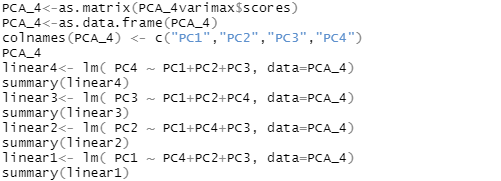 PCA_4<-as.matrix(PCA_4varimax$scores)
PCA_4<-as.data.frame(PCA_4)
colnames(PCA_4) <- c("PC1","PC2","PC3","PC4")
PCA_4
linear4<- lm( PC4 ~ PC1+PC2+PC3, data=PCA_4)
summary(linear4)
linear3<- lm( PC3 ~ PC1+PC2+PC4, data=PCA_4)
summary(linear3)
linear2<- lm( PC2 ~ PC1+PC4+PC3, data=PCA_4)
summary(linear2)
linear1<- lm( PC1 ~ PC4+PC2+PC3, data=PCA_4)
summary(linear1)